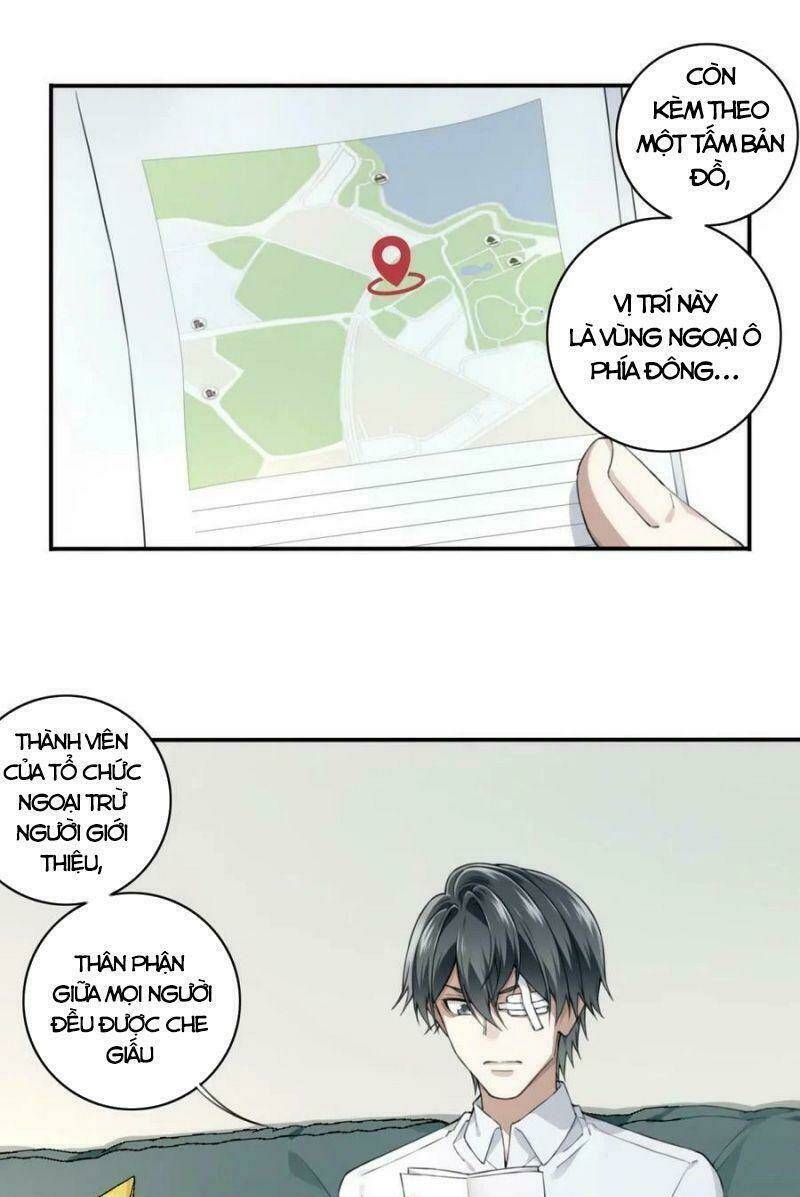 CÒN
KÈM THEO
MỘT TẤM BẢN
ĐỒ,
VỊ TRÍ NÀY
LÀ VÙNG NGOẠI Ô
PHÍA ĐÔNG...
THÀNH VIÊN
CỦA TỔ CHỨC
NGOẠI TRỪ
NGƯỜI GIỚI
THIỆU,
THÂN PHẬN
GIỮA MỌI NGƯỜI
ĐỀU ĐƯỢC CHE
GIẤU